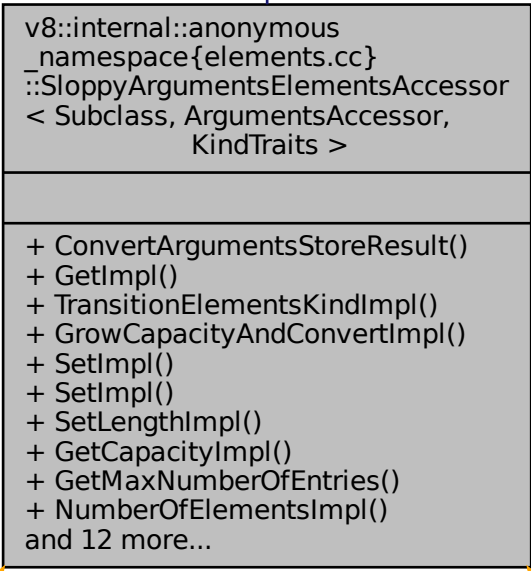 v8::internal::anonymous
_namespace{elements.cc}
::SloppyArgumentsElementsAccessor
< Subclass, ArgumentsAccessor,
KindTraits >
+ ConvertArgumentsStoreResult()
+ GetImpl()
+ TransitionElementsKindImpl()
+ GrowCapacityAndConvertImpl()
+ SetImpl()
+ SetImpl()
+ SetLengthImpl()
+ GetCapacityImpl()
+ GetMaxNumberOfEntries()
+ NumberOfElementsImpl()
and 12 more...